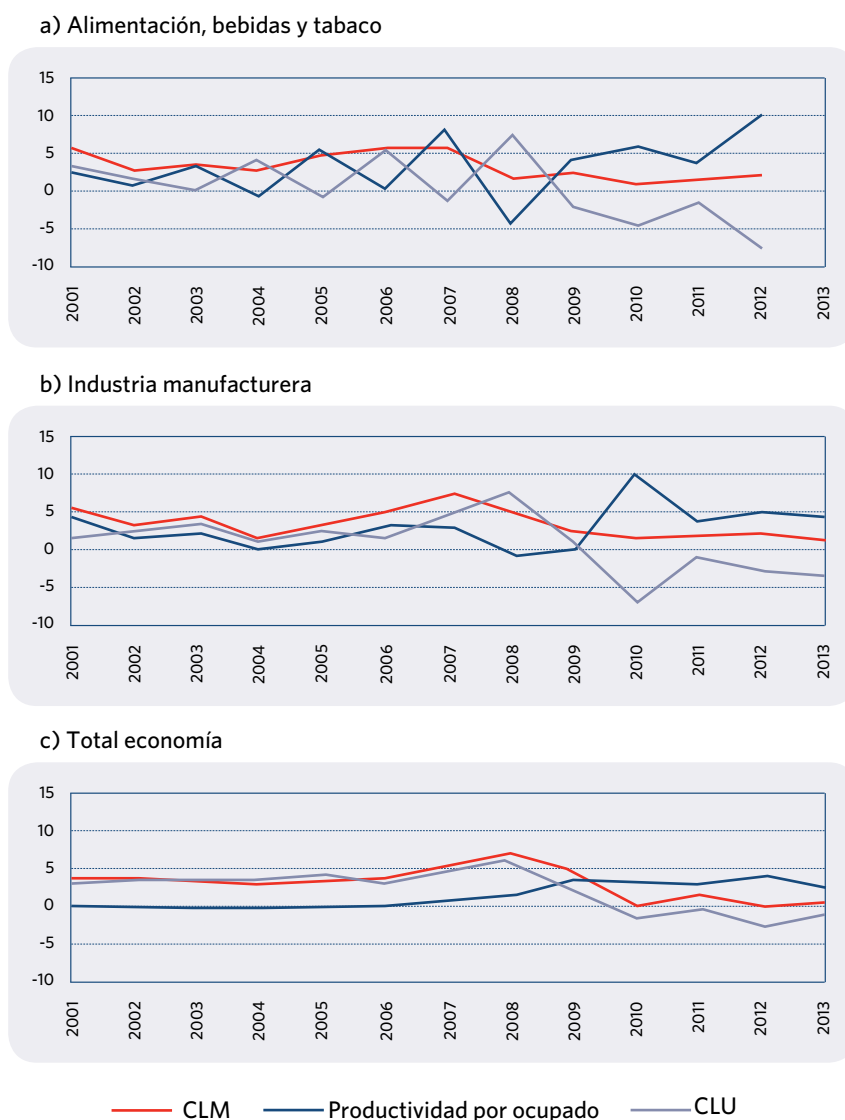 a) Alimentación, bebidas y tabaco
15
10
5
0
-5
-10
2001 2002 2003 2004 2005 2006 2007 2008 2009 2010 2011 2012 2013
b) Industria manufacturera
15
10
5
0
-5
-10
2001 2002 2003 2004 2005 2006 2007 2008 2009 2010 2011 2012 2013
c) Total economía
15
10
5
0
-5
-10
2001 2002 2003 2004 2005 2006 2007 2008 2009 2010 2011 2012 2013
CLM Productividad por ocupado CLU